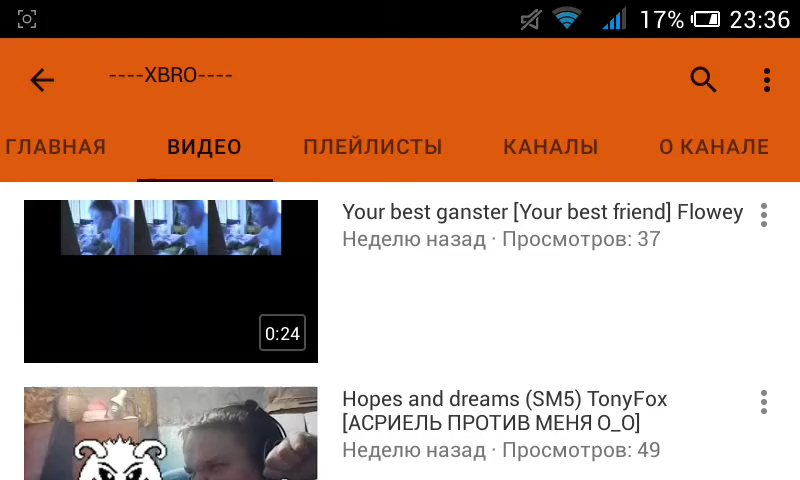 17% 23:36
----XBRO----
ГЛАВНАЯ ВИДЕО ПЛЕЙЛИСТЫ КАНАЛЫ О КАНАЛЕ
Your best ganster [Your best friend] Flowey
Неделю назад · Просмотров: 37
0:24
Hopes and dreams (SM5) TonyFox
[АСРИЕЛЬ ПРОТИВ МЕНЯ O_O]
Неделю назад · Просмотров: 49